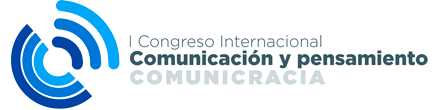 I Congreso Internacional
Comunicación y pensamiento
COMUNICRACIA